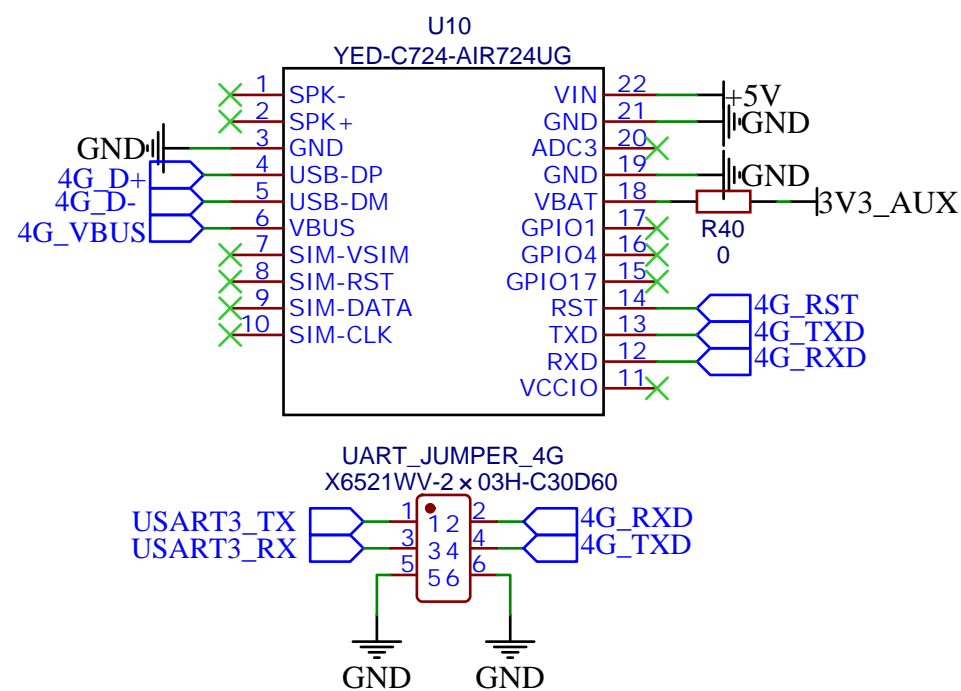 U10
YED-C724-AIR724UG
1 SPK- VIN 22 +5V
2 SPK+ GND 21 GND
GND 3 GND ADC3 20
4G_D+ 4 USB-DP GND 19 GND
4G_D- 5 USB-DM VBAT 18 3V3_AUX
4G_VBUS 6 VBUS GPIO1 17 R40
7 SIM-VSIM GPIO4 16 0
8 SIM-RST GPIO17 15
9 SIM-DATA RST 14 4G_RST
10 SIM-CLK TXD 13 4G_TXD
RXD 12 4G_RXD
VCCIO 11
UART_JUMPER_4G
X6521WV-2×03H-C30D60
USART3_TX 1 1 2 2 4G_RXD
USART3_RX 3 3 4 4 4G_TXD
5 5 6 6
GND GND